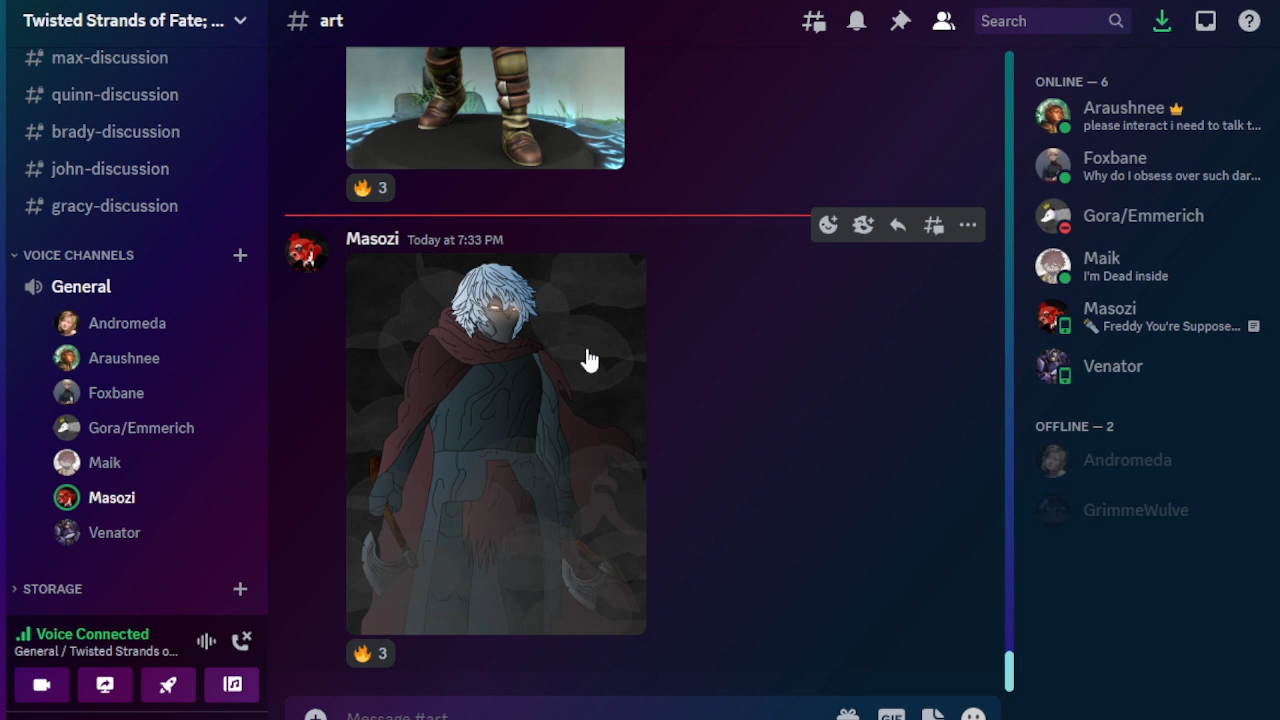 Twisted Strands of Fate; ...
max-discussion
quinn-discussion
brady-discussion
john-discussion
gracy-discussion
VOICE CHANNELS
General
Andromeda
Araushnee
Foxbane
Gora/Emmerich
Maik
Masozi
Venator
STORAGE
Voice Connected
General / Twisted Strands o...
# art
Search
3
Masozi Today at 7:33 PM
3
Message #art
GIF
ONLINE — 6
Araushnee
please interact i need to talk t...
Foxbane
Why do I obsess over such dar...
Gora/Emmerich
Maik
I'm Dead inside
Masozi
Freddy You're Suppose...
Venator
OFFLINE — 2
Andromeda
GrimmeWulve